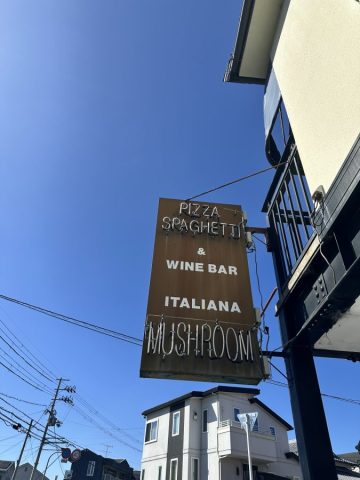 PIZZA
SPAGHETTI
&
WINE BAR
ITALIANA
MUSHROOM